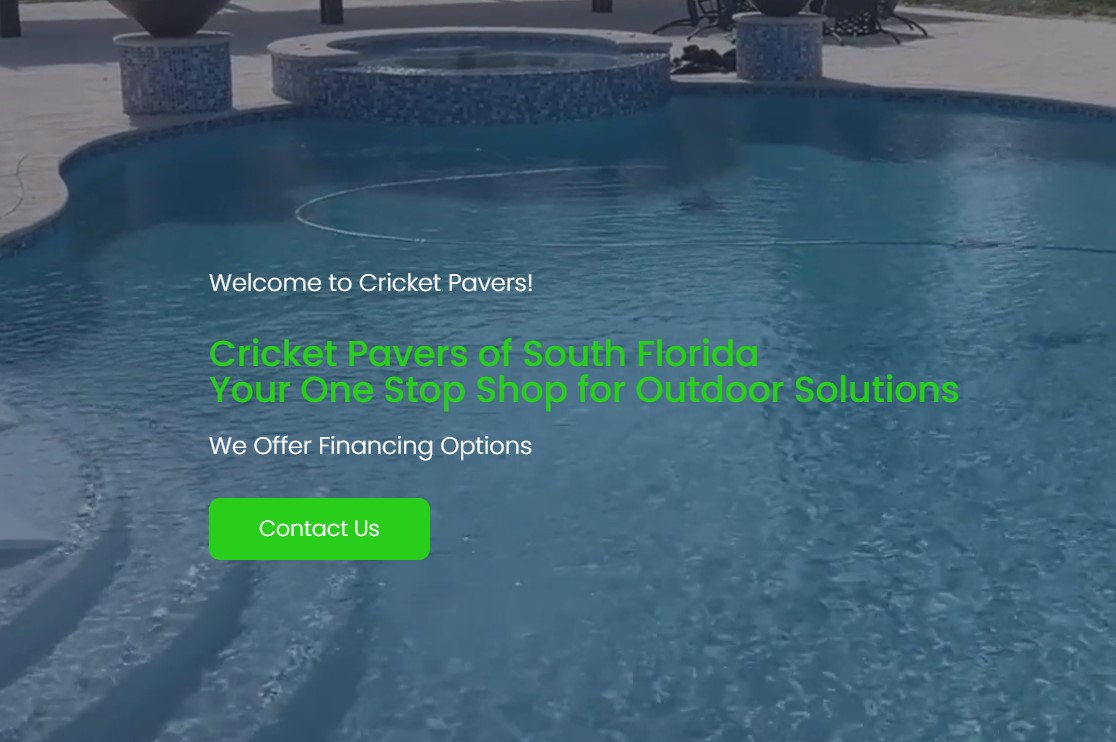 Welcome to Cricket Pavers!
Cricket Pavers of South Florida
Your One Stop Shop for Outdoor Solutions
We Offer Financing Options
Contact Us